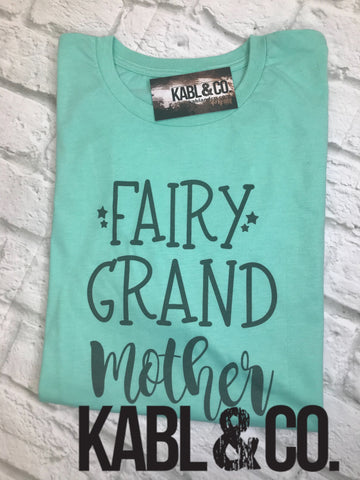 KABL & CO.
FAIRY
GRAND
mother
KABL & CO.